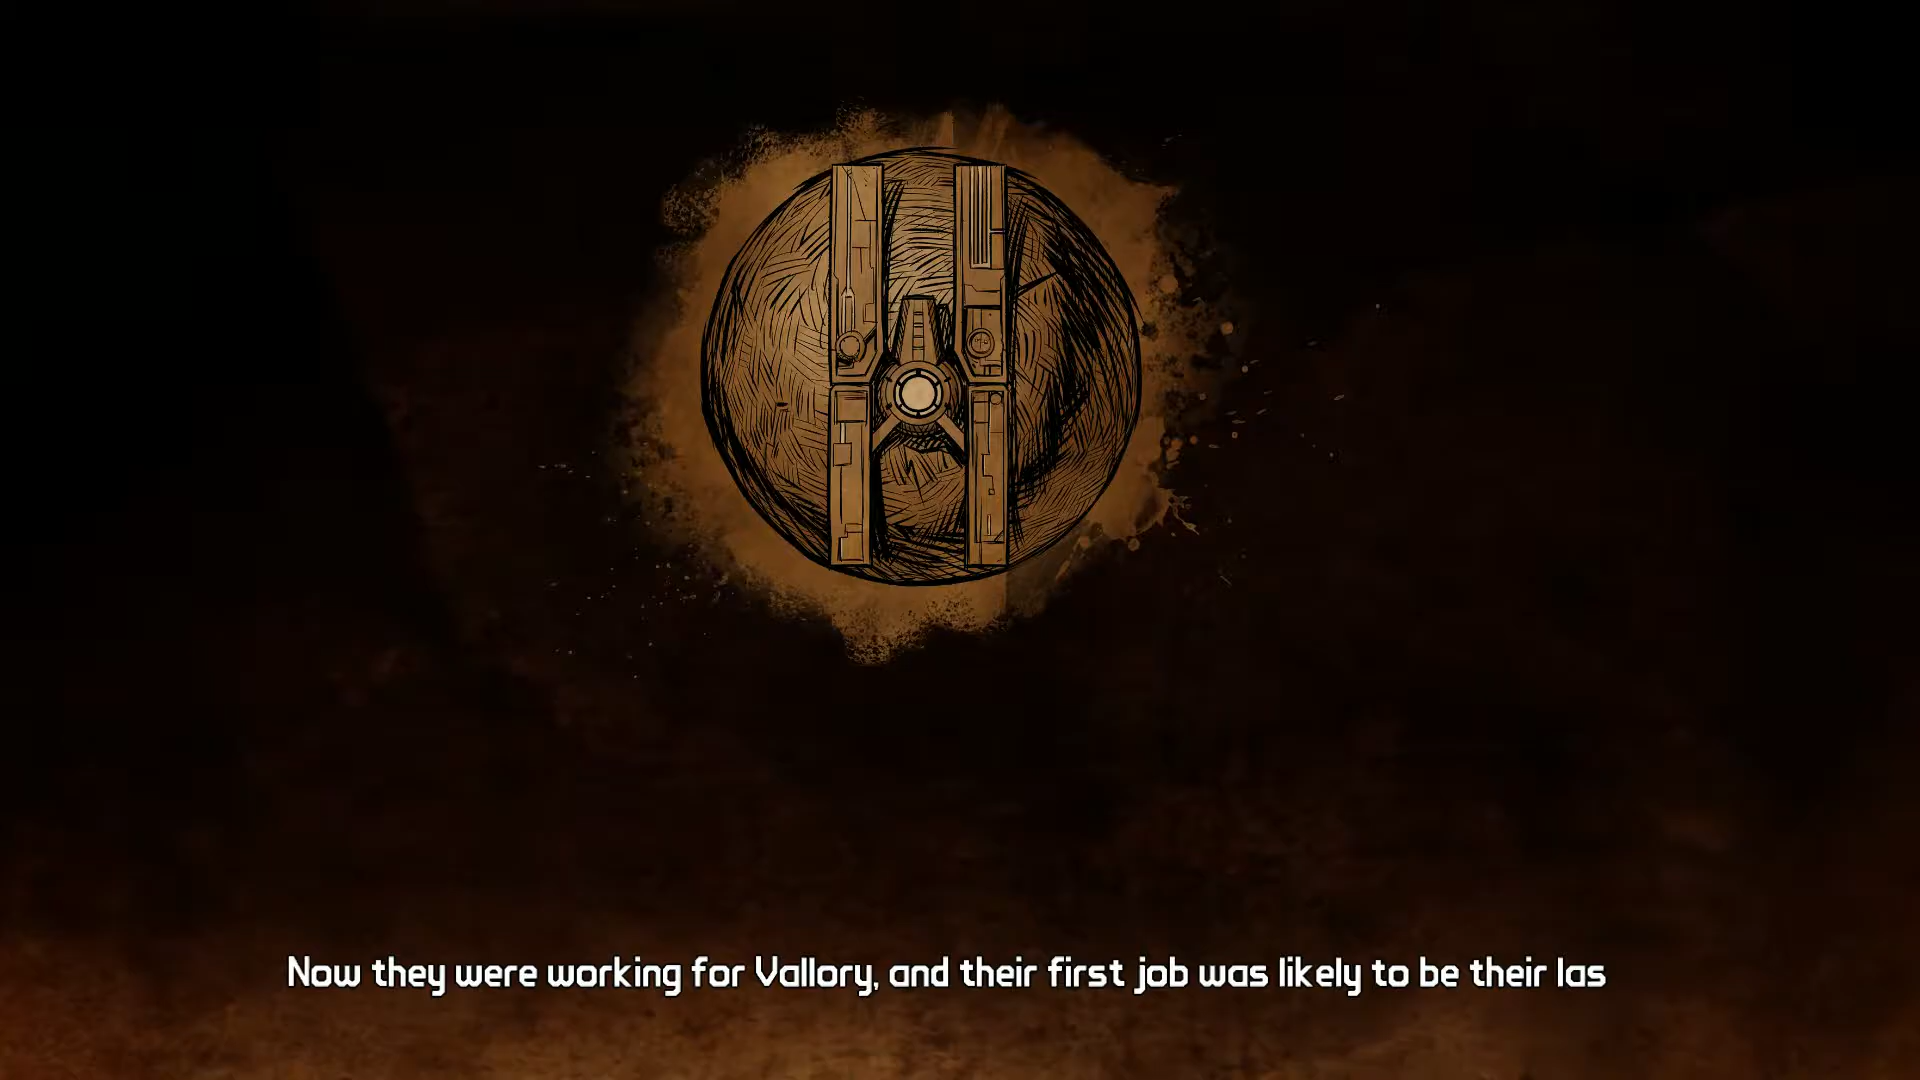 Now they were working for Vallory, and their first job was likely to be their las